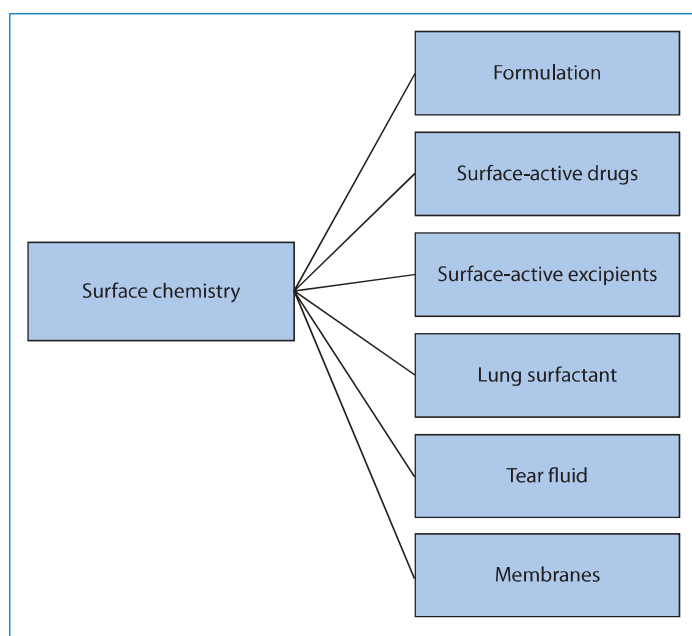 Formulation
Surface-active drugs
Surface chemistry
Surface-active excipients
Lung surfactant
Tear fluid
Membranes